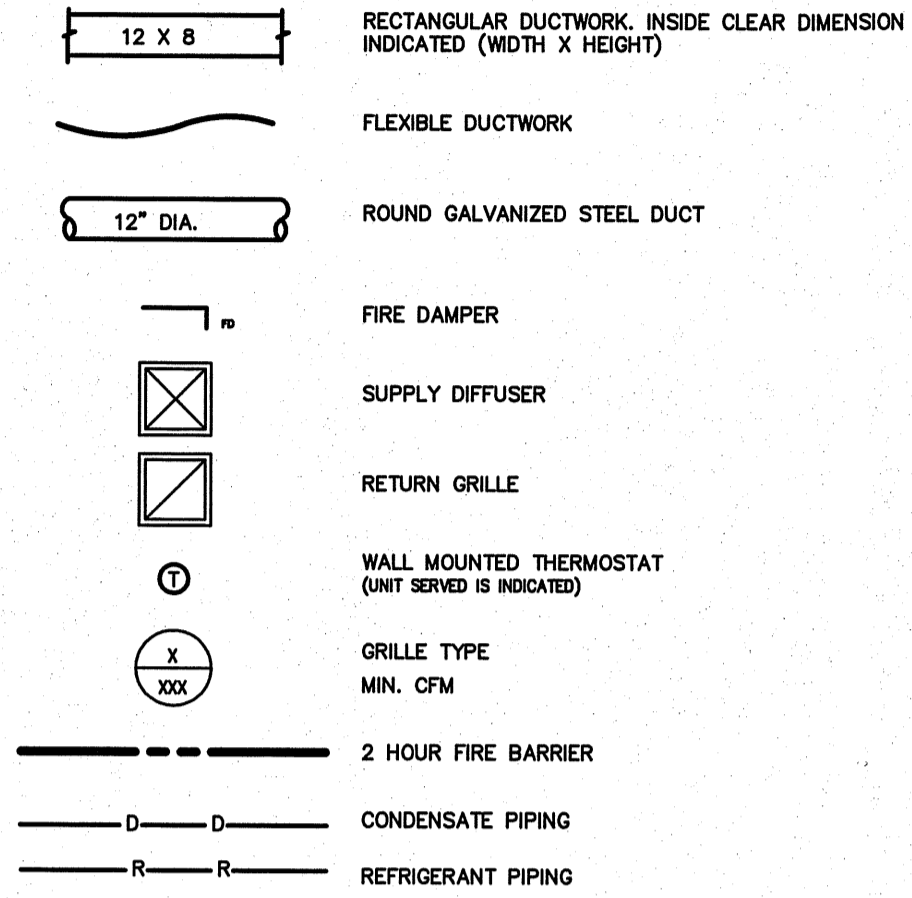 12 X 8
RECTANGULAR DUCTWORK. INSIDE CLEAR DIMENSION
INDICATED (WIDTH X HEIGHT)
FLEXIBLE DUCTWORK
12" DIA.
ROUND GALVANIZED STEEL DUCT
FD
FIRE DAMPER
SUPPLY DIFFUSER
RETURN GRILLE
T
WALL MOUNTED THERMOSTAT
(UNIT SERVED IS INDICATED)
X
GRILLE TYPE
XXX
MIN. CFM
2 HOUR FIRE BARRIER
D D
CONDENSATE PIPING
R R
REFRIGERANT PIPING